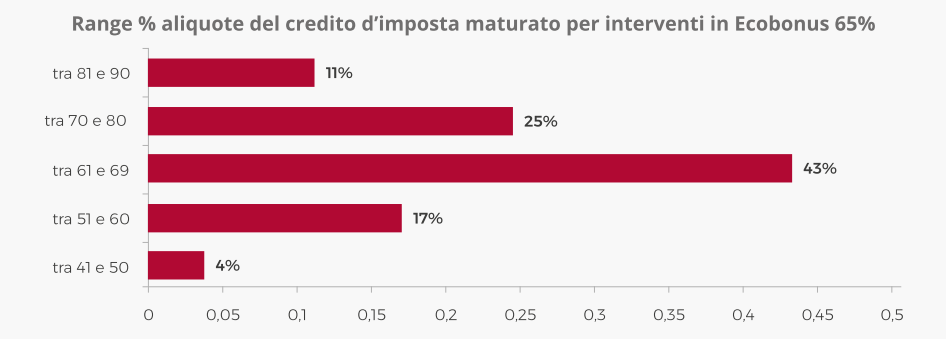 Range % aliquote del credito d’imposta maturato per interventi in Ecobonus 65%
tra 81 e 90 11%
tra 70 e 80 25%
tra 61 e 69 43%
tra 51 e 60 17%
tra 41 e 50 4%
0 0,05 0,1 0,15 0,2 0,25 0,3 0,35 0,4 0,45 0,5